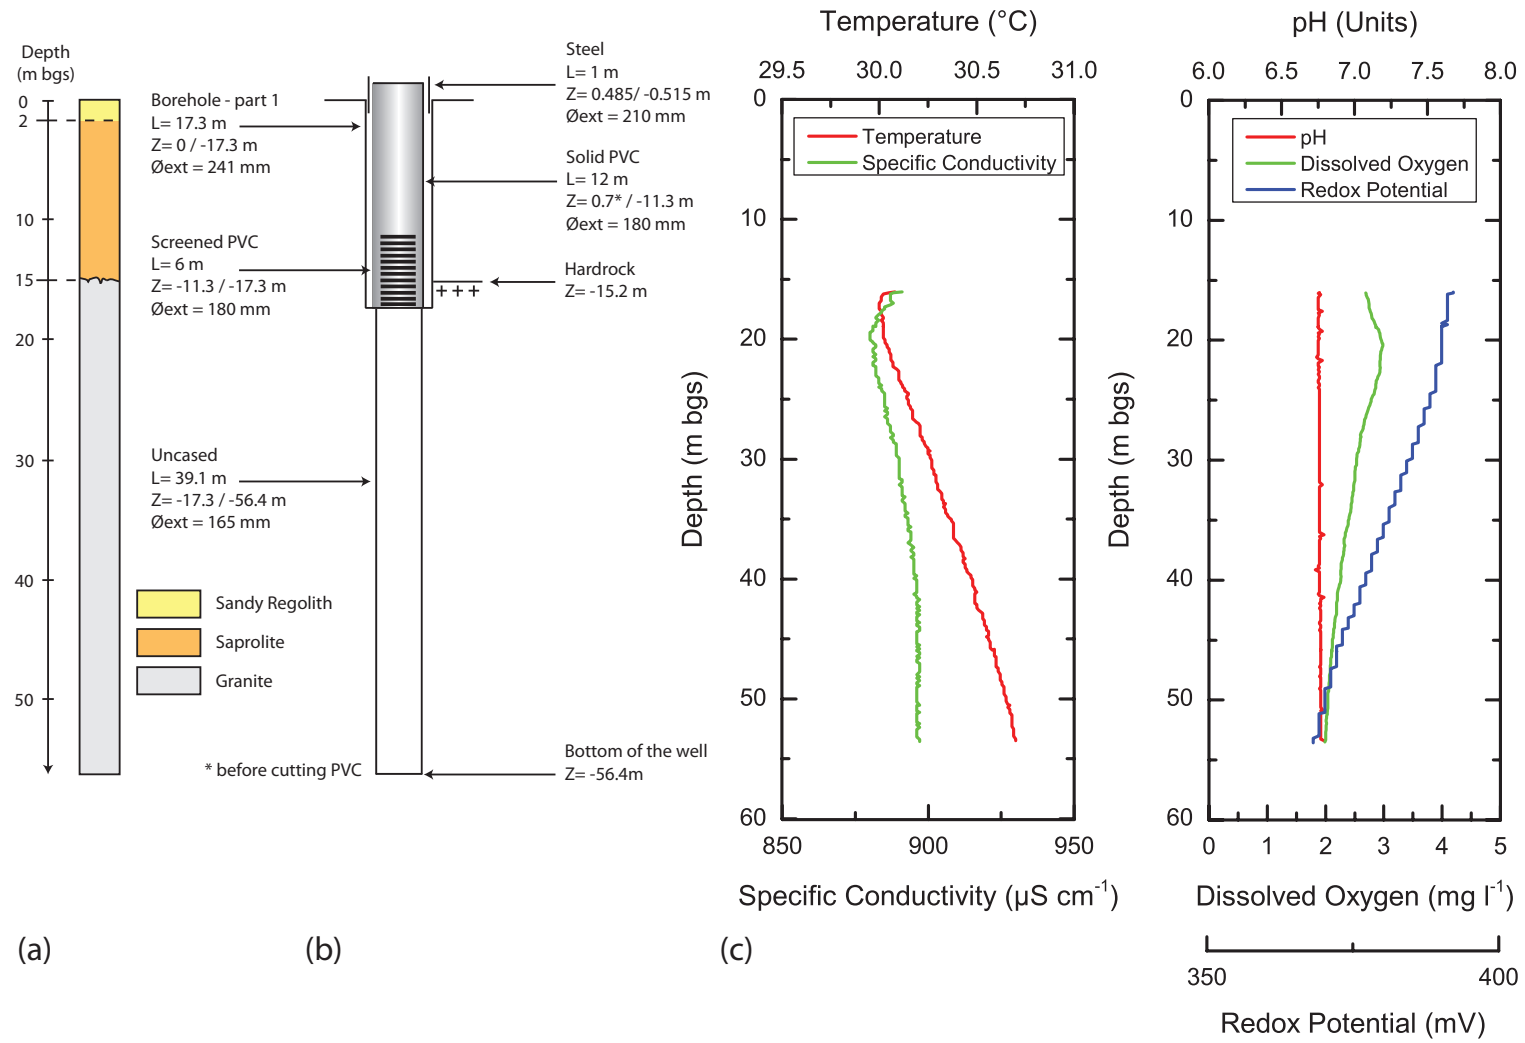 Depth
(m bgs)
0
2
10
15
20
30
40
50
Sandy Regolith
Saprolite
Granite
(a)
Borehole - part 1
L= 17.3 m
Z= 0 / -17.3 m
Øext = 241 mm
Screened PVC
L= 6 m
Z= -11.3 / -17.3 m
Øext = 180 mm
Uncased
L= 39.1 m
Z= -17.3 / -56.4 m
Øext = 165 mm
* before cutting PVC
Steel
L= 1 m
Z= 0.485/ -0.515 m
Øext = 210 mm
Solid PVC
L= 12 m
Z= 0.7* / -11.3 m
Øext = 180 mm
Hardrock
Z= -15.2 m
+ + +
Bottom of the well
Z= -56.4m
(b)
Temperature (°C)
29.5 30.0 30.5 31.0
Temperature
Specific Conductivity
0
10
20
30
40
50
60
Depth (m bgs)
850 900 950
Specific Conductivity (µS cm-1)
(c)
pH (Units)
6.0 6.5 7.0 7.5 8.0
pH
Dissolved Oxygen
Redox Potential
0
10
20
30
40
50
60
Depth (m bgs)
0 1 2 3 4 5
Dissolved Oxygen (mg l-1)
350 400
Redox Potential (mV)